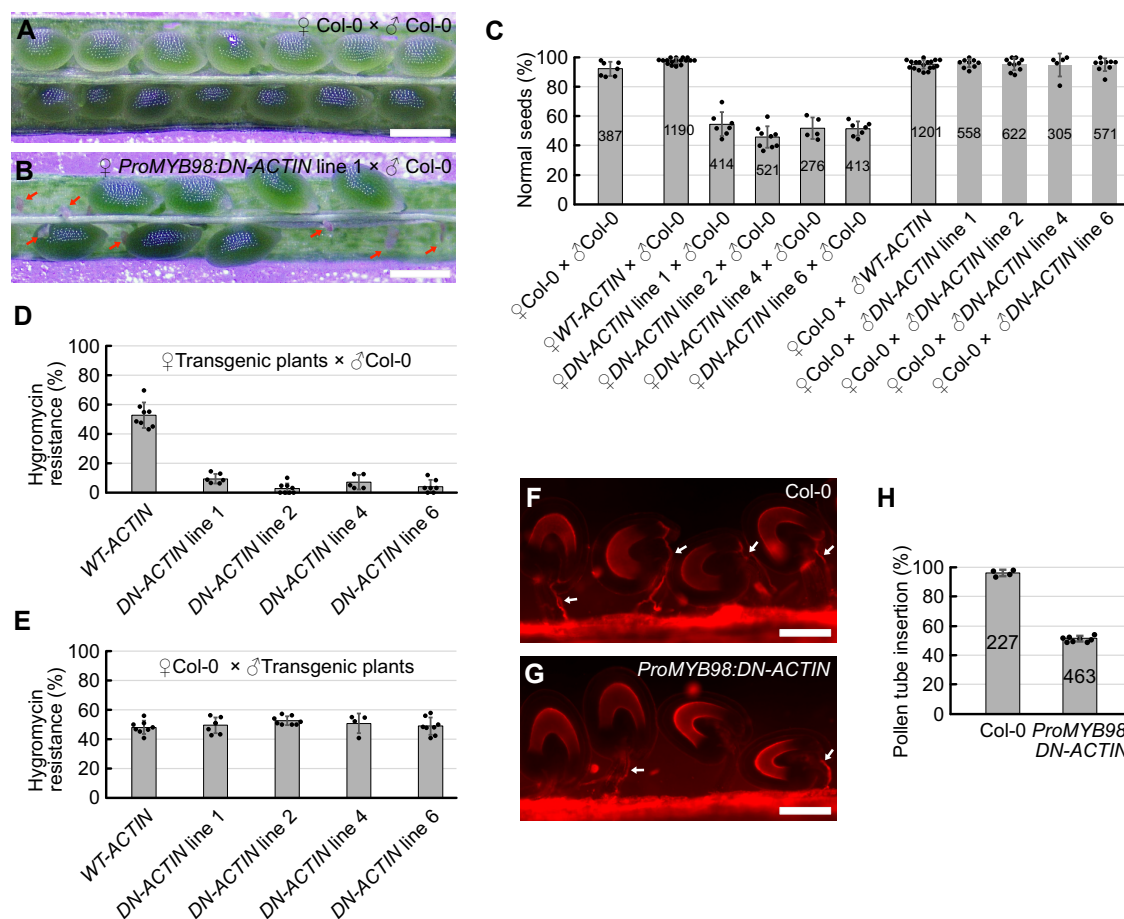 A
♀ Col-0 × ♂ Col-0
B
♀ ProMYB98:DN-ACTIN line 1 × ♂ Col-0
C
Normal seeds (%)
100
80
60
40
20
0
387
1190
414
521
276
413
1201
558
622
305
571
♀Col-0 × ♂Col-0
♀WT-ACTIN × ♂Col-0
♀DN-ACTIN line 1 × ♂Col-0
♀DN-ACTIN line 2 × ♂Col-0
♀DN-ACTIN line 4 × ♂Col-0
♀DN-ACTIN line 6 × ♂Col-0
♀Col-0 × ♂WT-ACTIN
♀Col-0 × ♂DN-ACTIN line 1
♀Col-0 × ♂DN-ACTIN line 2
♀Col-0 × ♂DN-ACTIN line 4
♀Col-0 × ♂DN-ACTIN line 6
D
Hygromycin
resistance (%)
100
80
60
40
20
0
♀Transgenic plants × ♂Col-0
WT-ACTIN
DN-ACTIN line 1
DN-ACTIN line 2
DN-ACTIN line 4
DN-ACTIN line 6
E
Hygromycin
resistance (%)
100
80
60
40
20
0
♀Col-0 × ♂Transgenic plants
WT-ACTIN
DN-ACTIN line 1
DN-ACTIN line 2
DN-ACTIN line 4
DN-ACTIN line 6
F
Col-0
G
ProMYB98:DN-ACTIN
H
Pollen tube insertion (%)
100
80
60
40
20
0
227
463
Col-0
ProMYB98:
DN-ACTIN